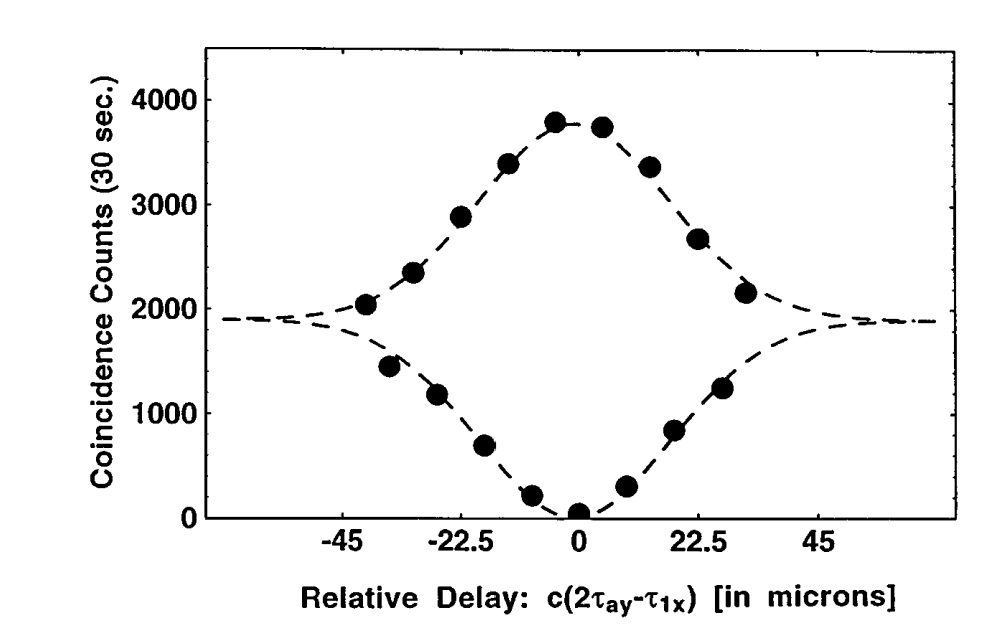 Coincidence Counts (30 sec.)
4000
3000
2000
1000
0
-45 -22.5 0 22.5 45
Relative Delay: c(2τay-τ1x) [in microns]